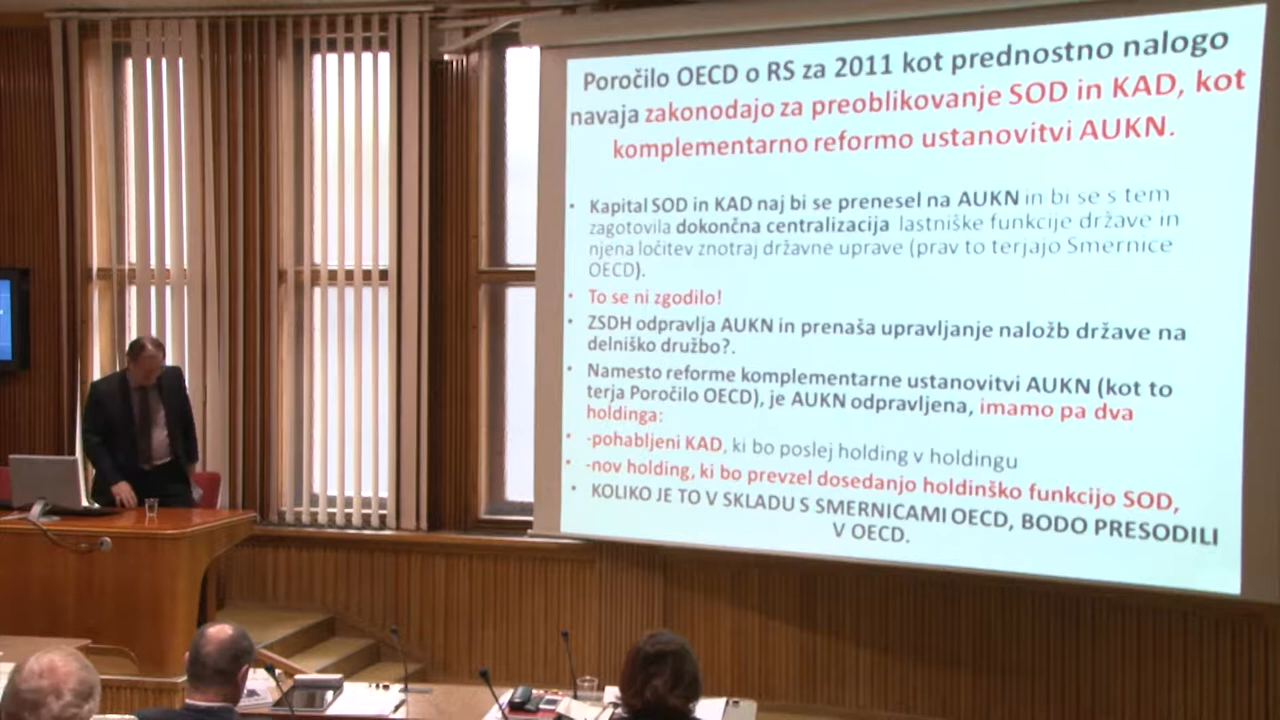 Poročilo OECD o RS za 2011 kot prednostno nalogo
navaja zakonodajo za preoblikovanje SOD in KAD, kot
komplementarno reformo ustanovitvi AUKN.
• Kapital SOD in KAD naj bi se prenesel na AUKN in bi se s tem
zagotovila dokončna centralizacija lastniške funkcije države in
njena ločitev znotraj državne uprave (prav to terjajo Smernice
OECD).
• To se ni zgodilo!
• ZSDH odpravlja AUKN in prenaša upravljanje naložb države na
delniško družbo?.
• Namesto reforme komplementarne ustanovitvi AUKN (kot to
terja Poročilo OECD), je AUKN odpravljena, imamo pa dva
holdinga:
• -pohabljeni KAD, ki bo poslej holding v holdingu
• -nov holding, ki bo prevzel dosedanjo holdinško funkcijo SOD,
• KOLIKO JE TO V SKLADU S SMERNICAMI OECD, BODO PRESODILI
V OECD.